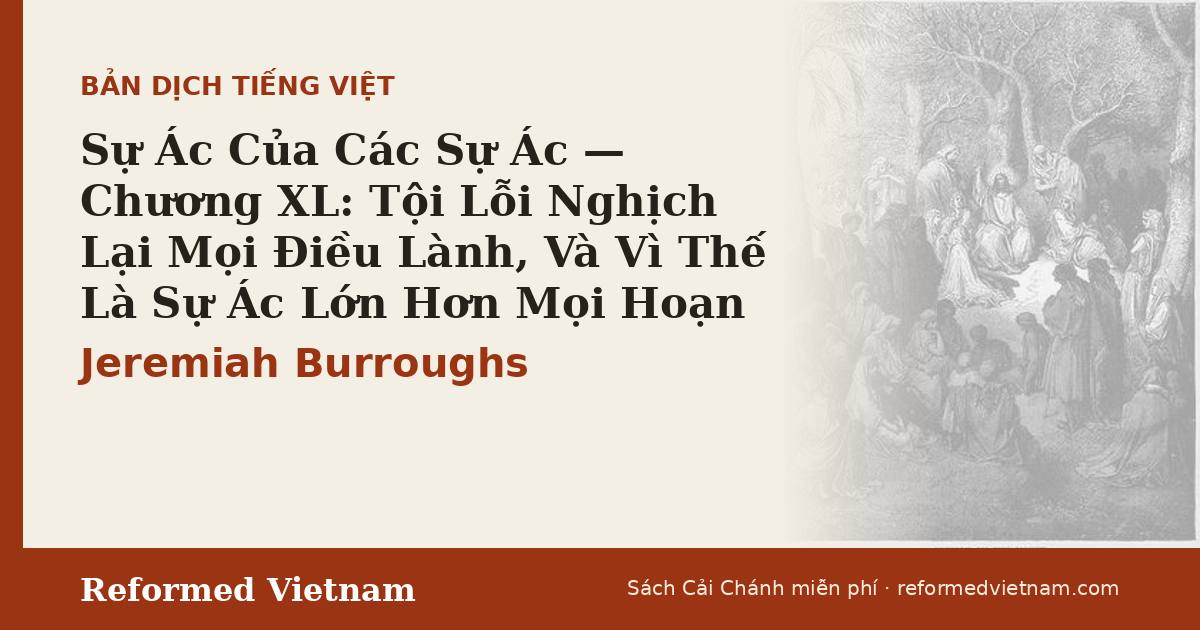 BẢN DỊCH TIẾNG VIỆT
Sự Ác Của Các Sự Ác —
Chương XL: Tội Lỗi Nghịch
Lại Mọi Điều Lành, Và Vì Thế
Là Sự Ác Lớn Hơn Mọi Hoạn
Jeremiah Burroughs
Reformed Vietnam
Sách Cải Chánh miễn phí · reformedvietnam.com